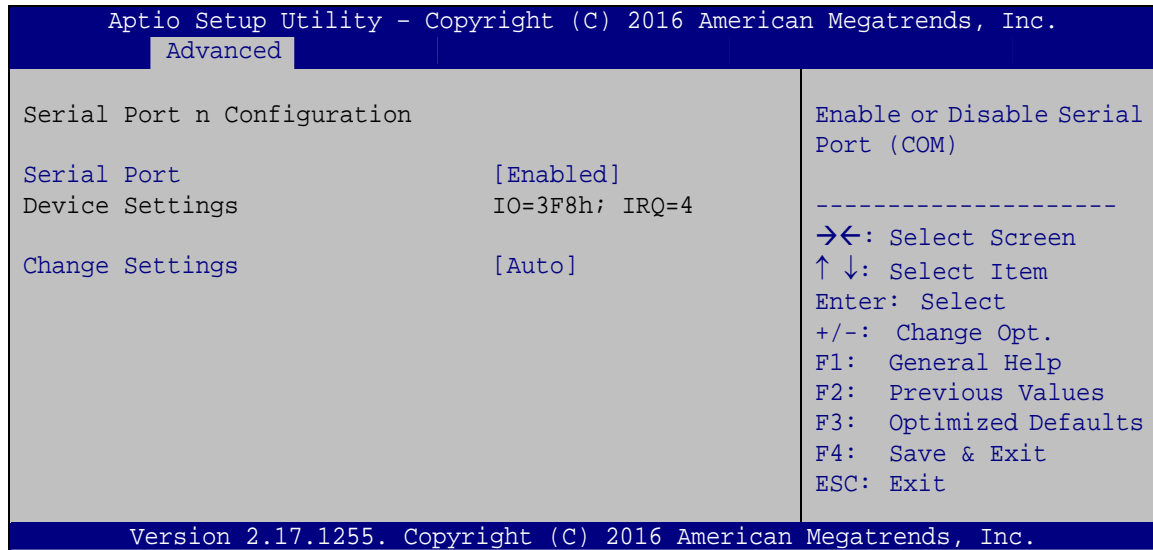 Aptio Setup Utility – Copyright (C) 2016 American Megatrends, Inc.
Advanced
Serial Port n Configuration
Serial Port [Enabled]
Device Settings IO=3F8h; IRQ=4
Change Settings [Auto]
Enable or Disable Serial
Port (COM)
---------------------
→←: Select Screen
↑ ↓: Select Item
Enter: Select
+/-: Change Opt.
F1: General Help
F2: Previous Values
F3: Optimized Defaults
F4: Save & Exit
ESC: Exit
Version 2.17.1255. Copyright (C) 2016 American Megatrends, Inc.